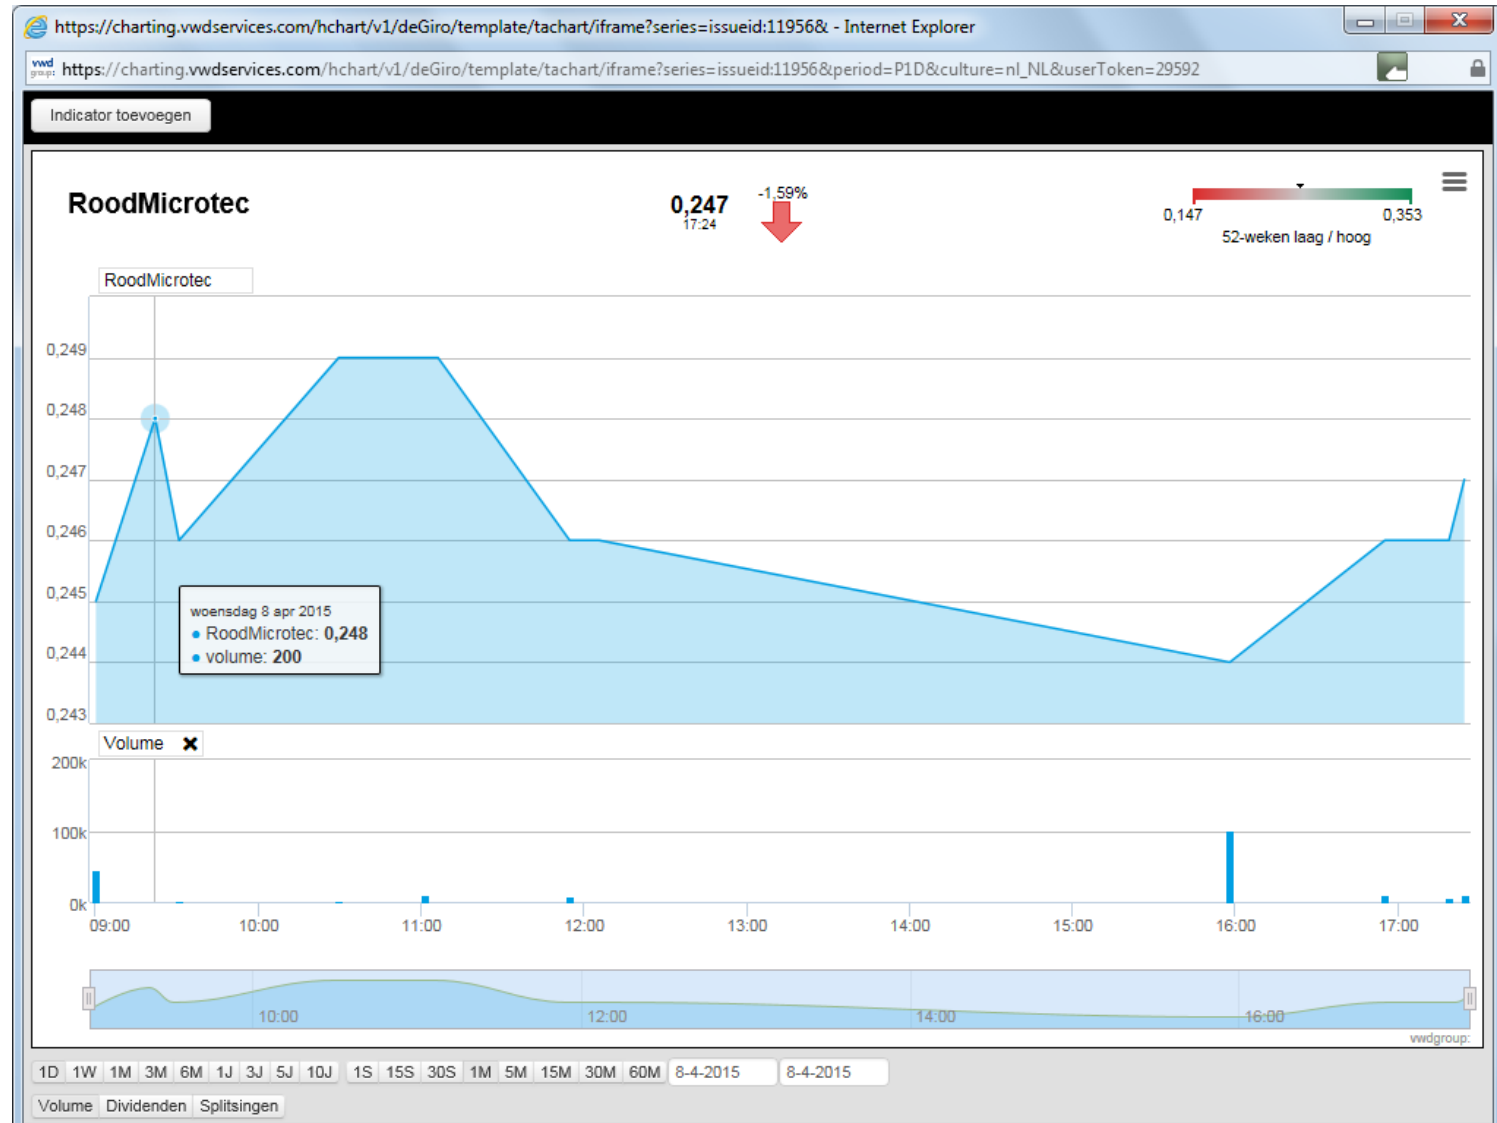 https://charting.vwdservices.com/hchart/v1/deGiro/template/tachart/iframe?series=issueid:11956& - Internet Explorer
vwd group: https://charting.vwdservices.com/hchart/v1/deGiro/template/tachart/iframe?series=issueid:11956&period=P1D&culture=nl_NL&userToken=29592
Indicator toevoegen
RoodMicrotec
0,247
17:24
-1,59%
0,147 0,353
52-weken laag / hoog
RoodMicrotec
0,249
0,248
0,247
0,246
0,245
0,244
0,243
woensdag 8 apr 2015
• RoodMicrotec: 0,248
• volume: 200
Volume ✖
200k
100k
0k
09:00 10:00 11:00 12:00 13:00 14:00 15:00 16:00 17:00
10:00 12:00 14:00 16:00
vwdgroup:
1D 1W 1M 3M 6M 1J 3J 5J 10J 1S 15S 30S 1M 5M 15M 30M 60M 8-4-2015 8-4-2015
Volume Dividenden Splitsingen